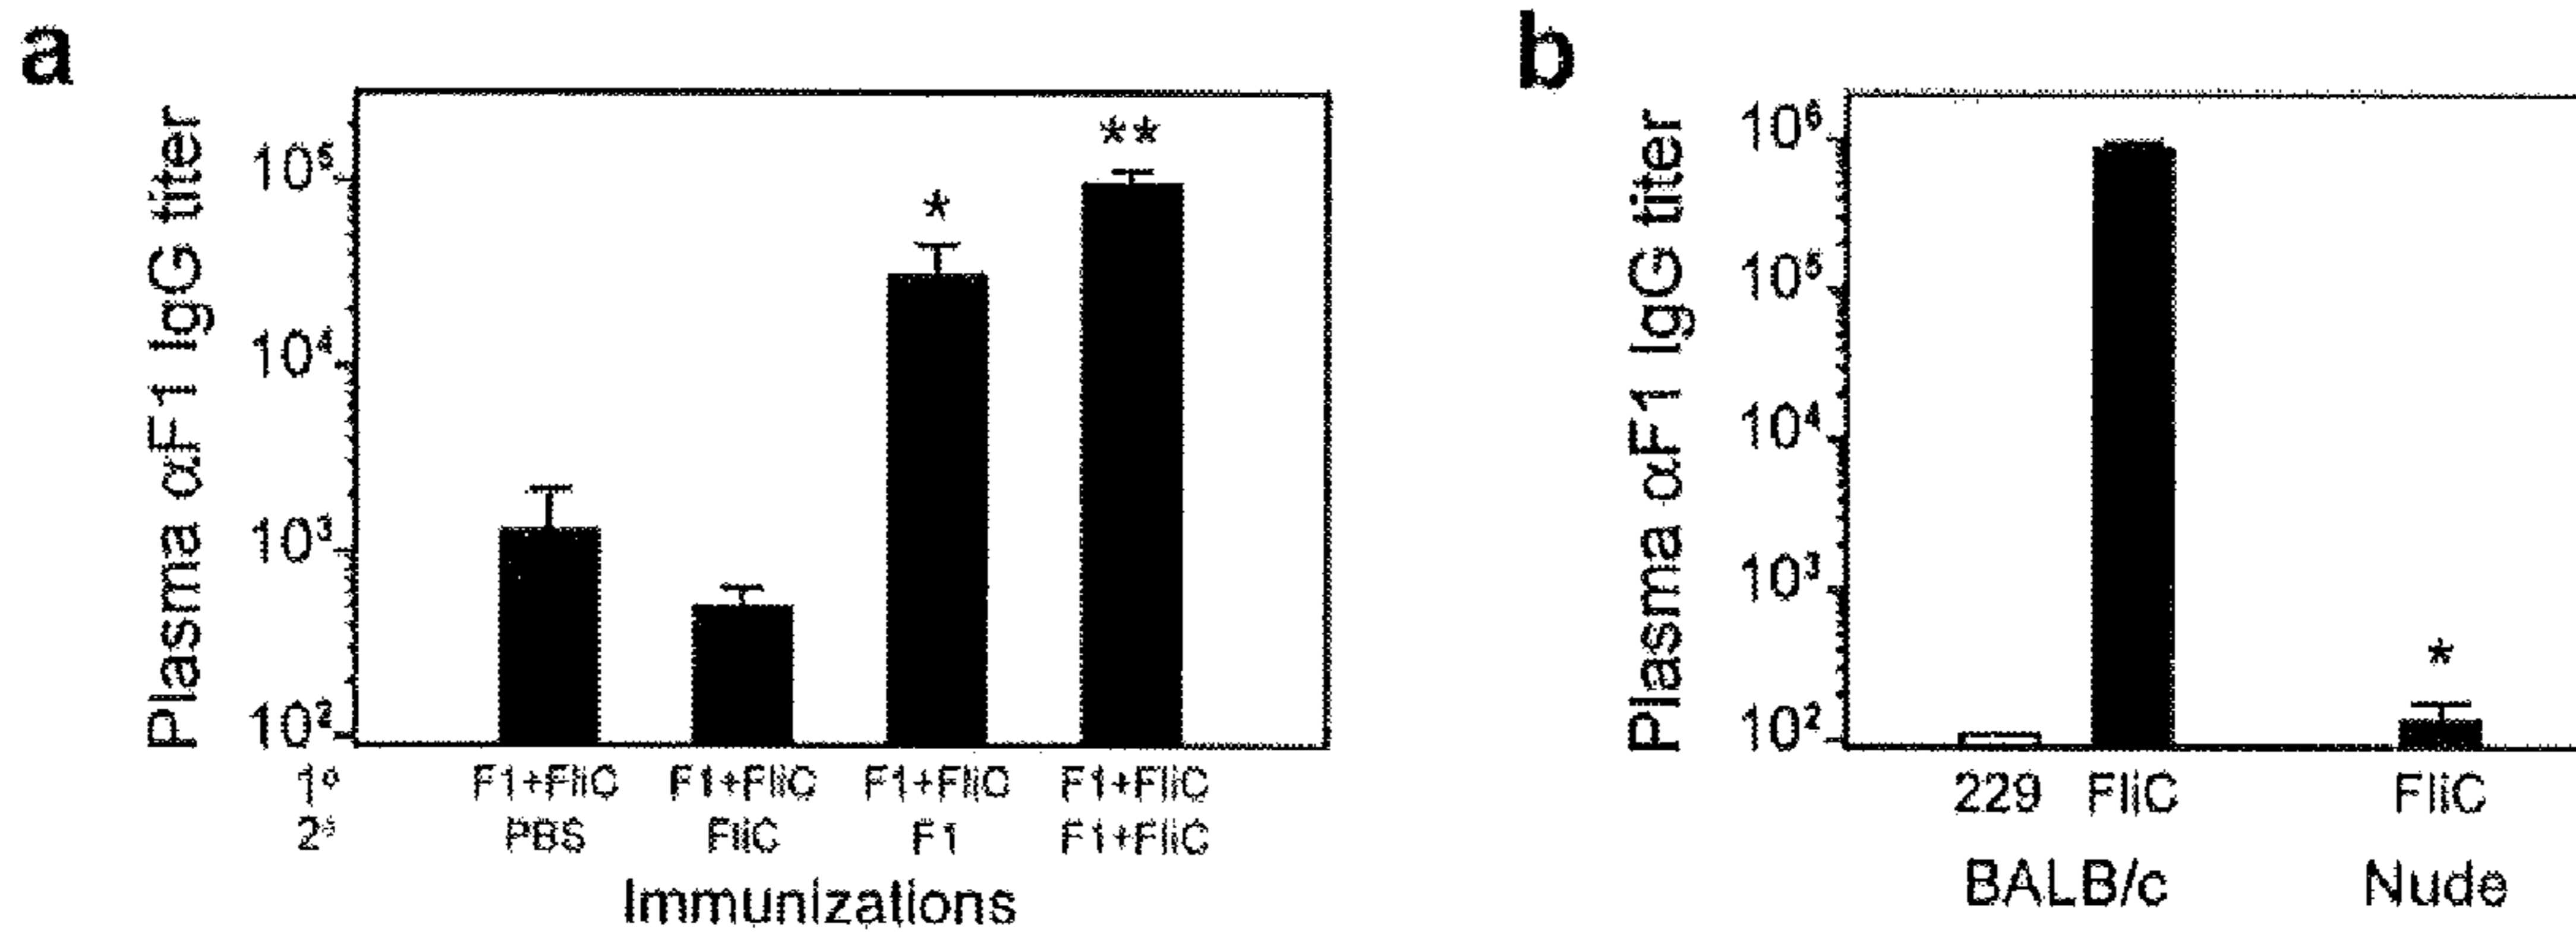 a
**
*
10⁵
10⁴
10³
10²
Plasma αF1 IgG titer
1° F1+FliC F1+FliC F1+FliC F1+FliC
2° PBS FliC F1 F1+FliC
Immunizations
b
10⁶
10⁵
10⁴
10³
10²
Plasma αF1 IgG titer
*
229 FliC FliC
BALB/c Nude